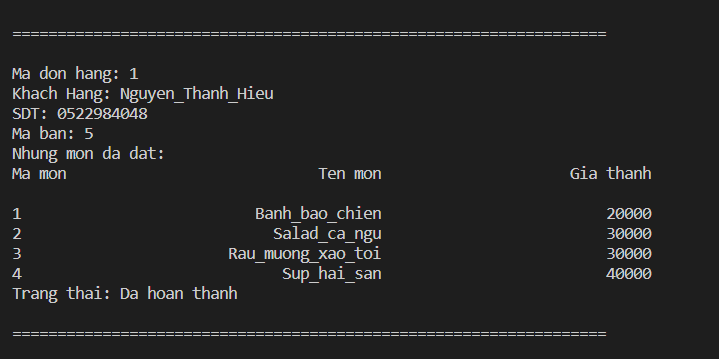 ==================================================================
Ma don hang: 1
Khach Hang: Nguyen_Thanh_Hieu
SDT: 0522984048
Ma ban: 5
Nhung mon da dat:
Ma mon                            Ten mon                     Gia thanh
1                          Banh_bao_chien                         20000
2                            Salad_ca_ngu                         30000
3                       Rau_muong_xao_toi                         30000
4                             Sup_hai_san                         40000
Trang thai: Da hoan thanh
==================================================================